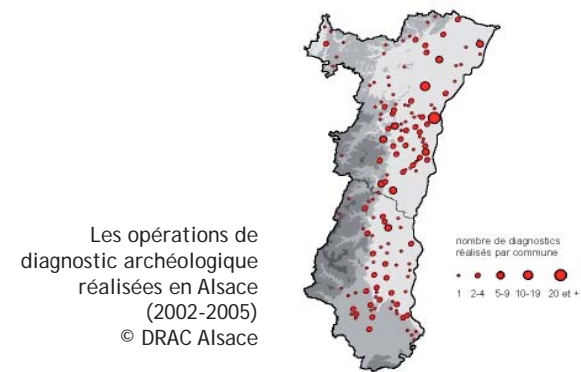 Les opérations de
diagnostic archéologique
réalisées en Alsace
(2002-2005)
© DRAC Alsace
nombre de diagnostics
réalisés par commune
1 2-4 5-9 10-19 20 et +